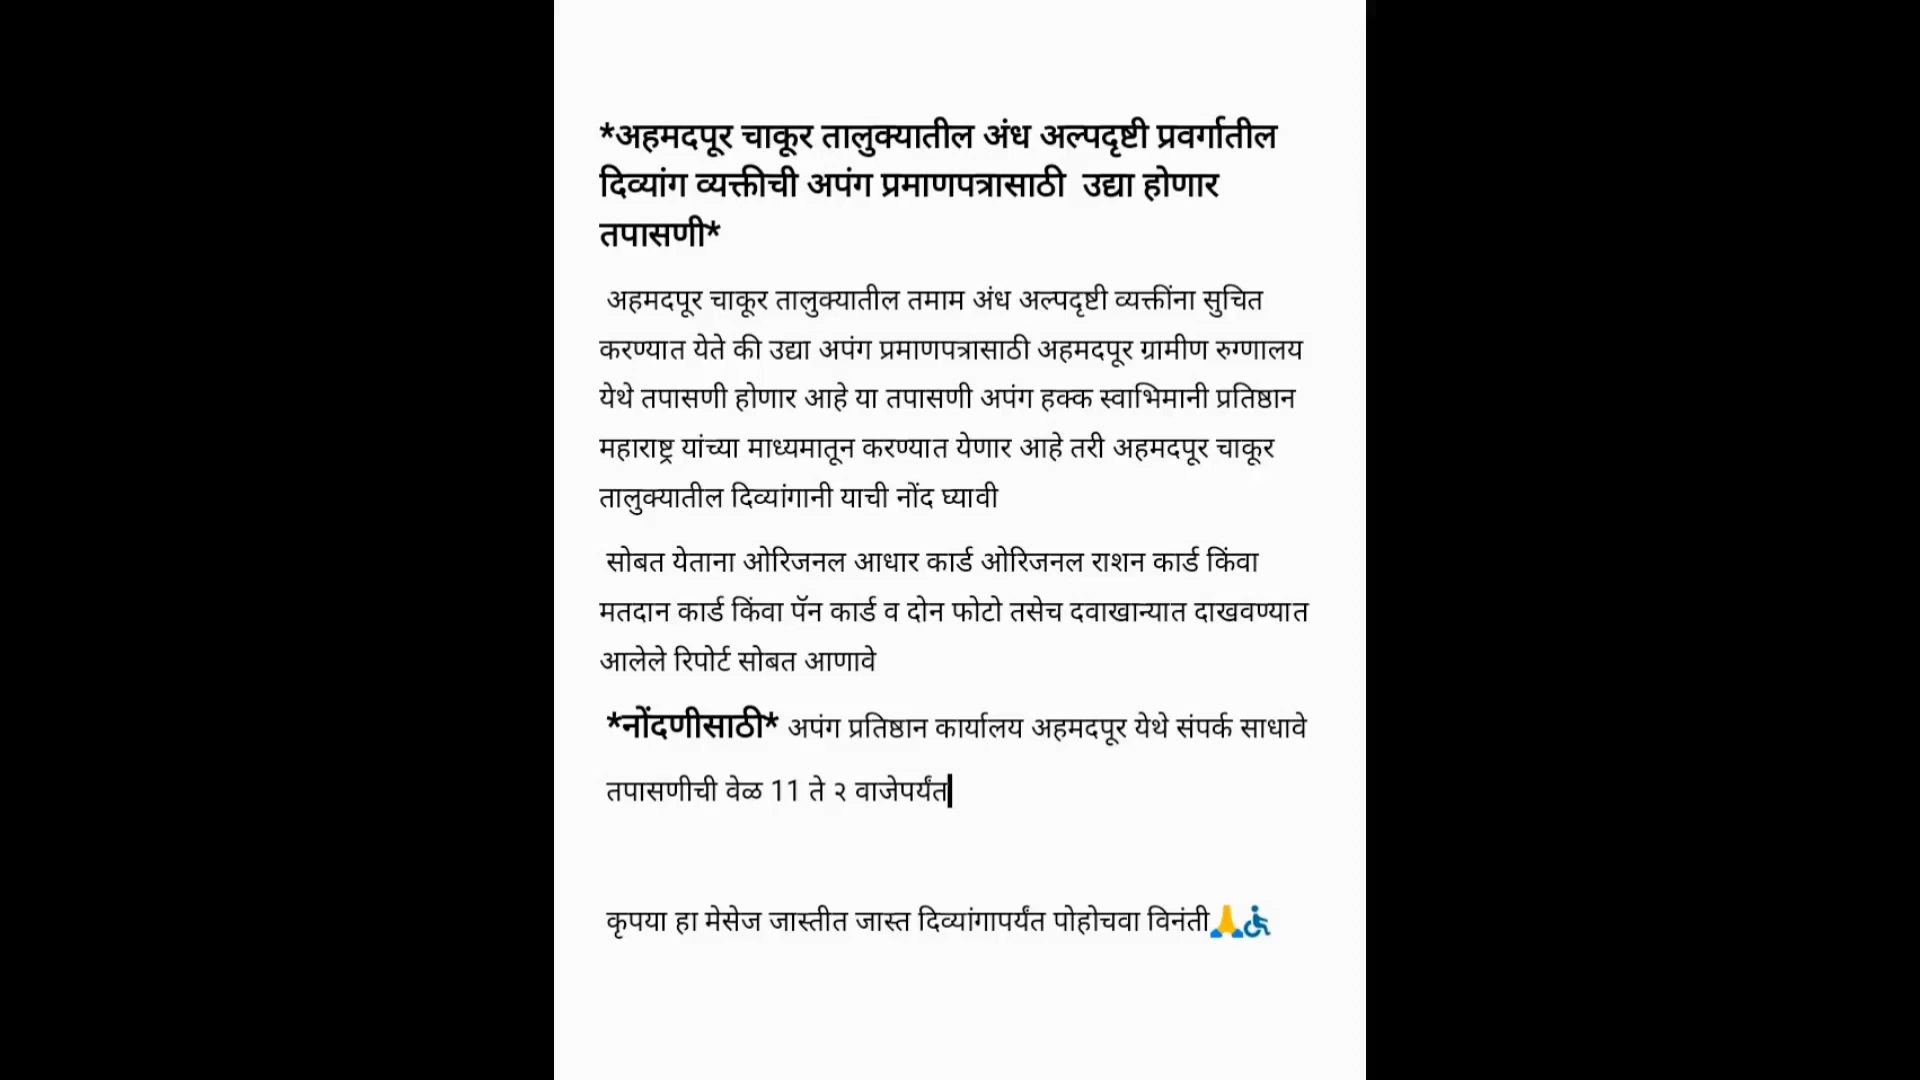 *अहमदपूर चाकूर तालुक्यातील अंध अल्पदृष्टी प्रवर्गातील
दिव्यांग व्यक्तीची अपंग प्रमाणपत्रासाठी  उद्या होणार
तपासणी*
अहमदपूर चाकूर तालुक्यातील तमाम अंध अल्पदृष्टी व्यक्तींना सुचित
करण्यात येते की उद्या अपंग प्रमाणपत्रासाठी अहमदपूर ग्रामीण रुग्णालय
येथे तपासणी होणार आहे या तपासणी अपंग हक्क स्वाभिमानी प्रतिष्ठान
महाराष्ट्र यांच्या माध्यमातून करण्यात येणार आहे तरी अहमदपूर चाकूर
तालुक्यातील दिव्यांगानी याची नोंद घ्यावी
सोबत येताना ओरिजनल आधार कार्ड ओरिजनल राशन कार्ड किंवा
मतदान कार्ड किंवा पॅन कार्ड व दोन फोटो तसेच दवाखान्यात दाखवण्यात
आलेले रिपोर्ट सोबत आणावे
*नोंदणीसाठी* अपंग प्रतिष्ठान कार्यालय अहमदपूर येथे संपर्क साधावे
तपासणीची वेळ 11 ते २ वाजेपर्यंत
कृपया हा मेसेज जास्तीत जास्त दिव्यांगापर्यंत पोहोचवा विनंती🙏♿